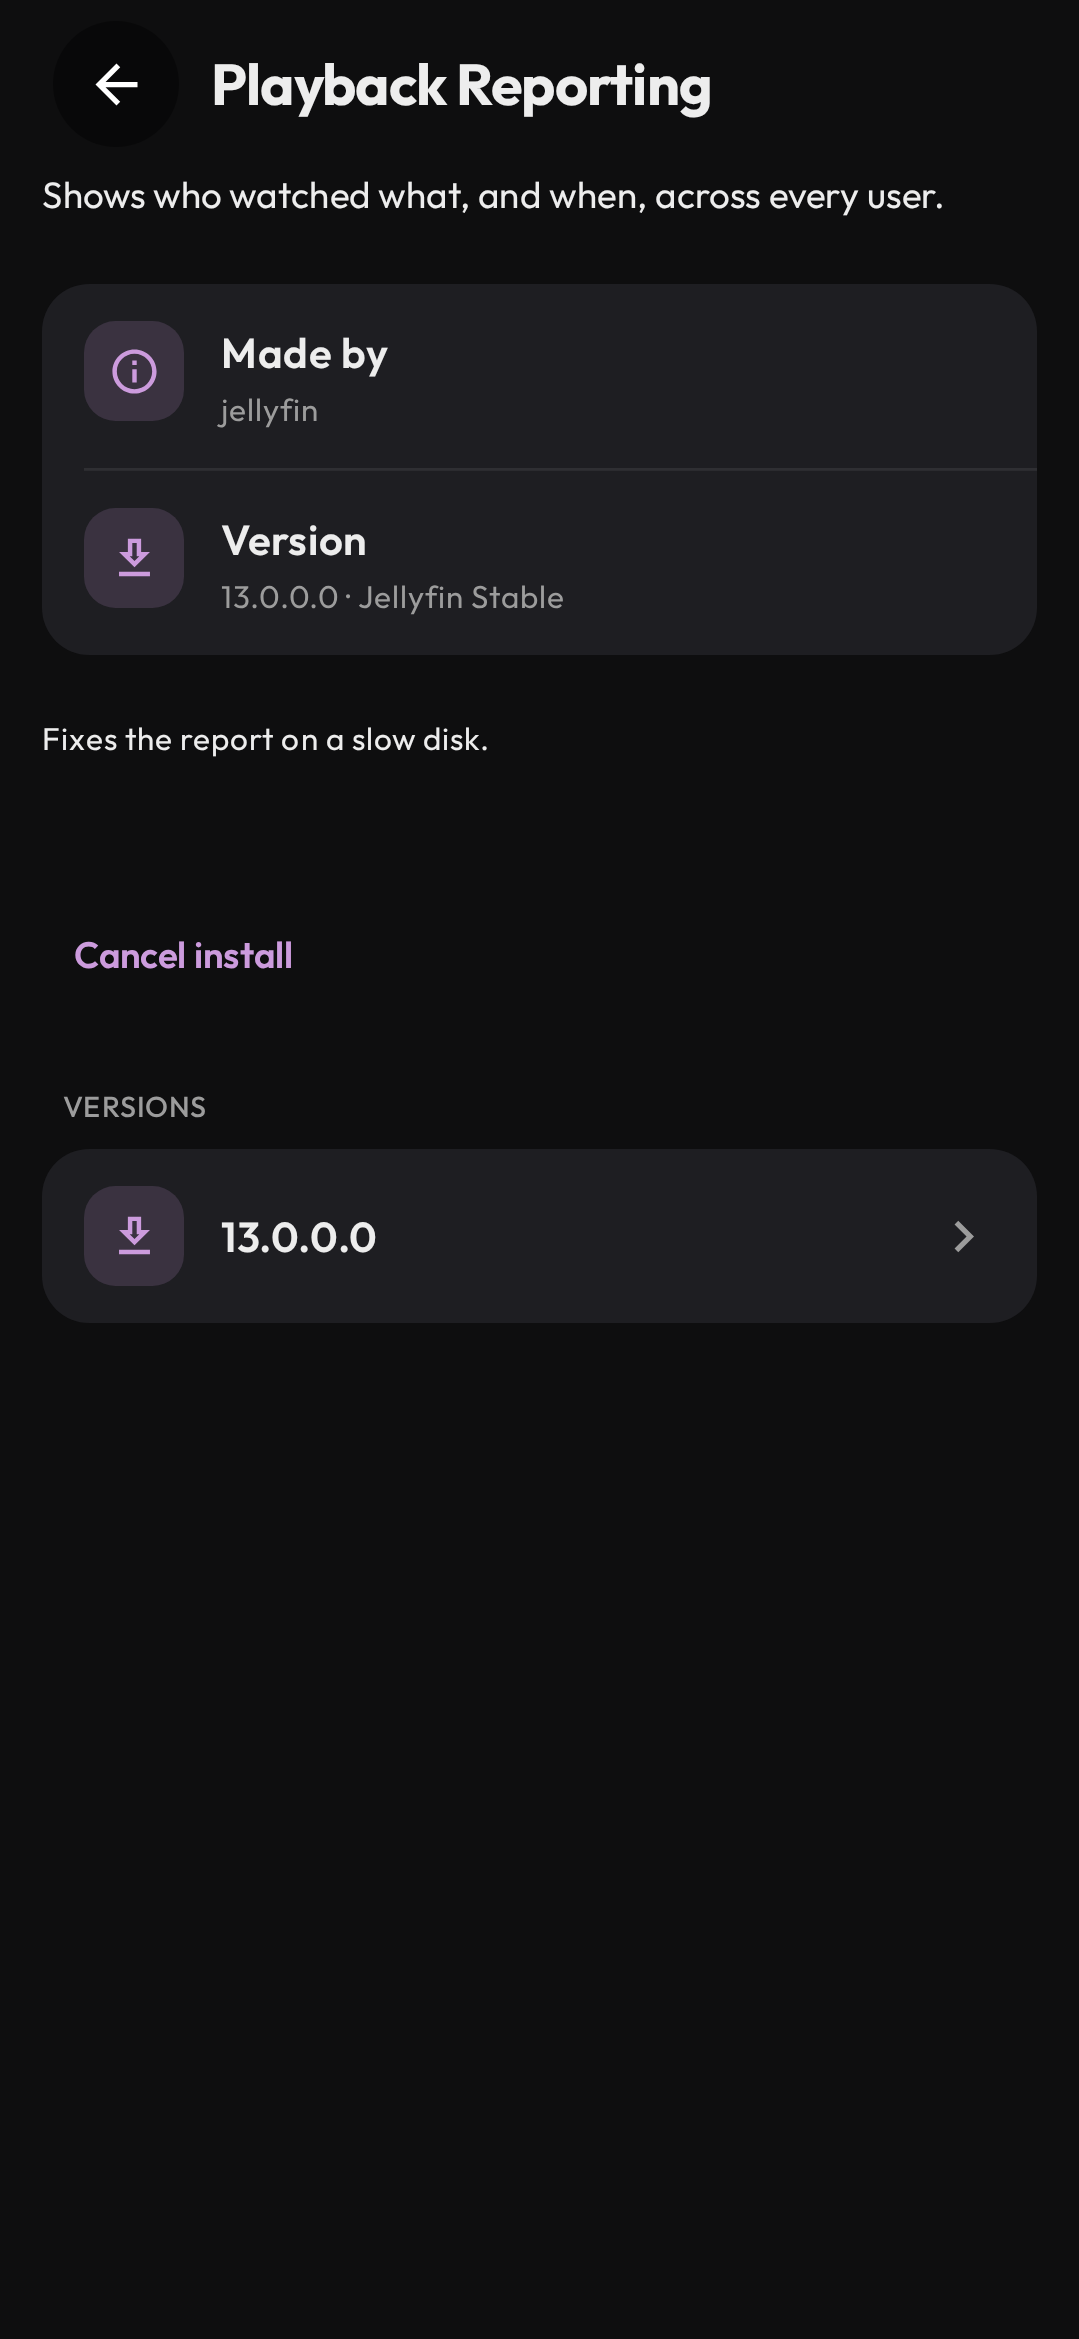 Playback Reporting
Shows who watched what, and when, across every user.
Made by
jellyfin
Version
13.0.0.0 · Jellyfin Stable
Fixes the report on a slow disk.
Cancel install
VERSIONS
13.0.0.0